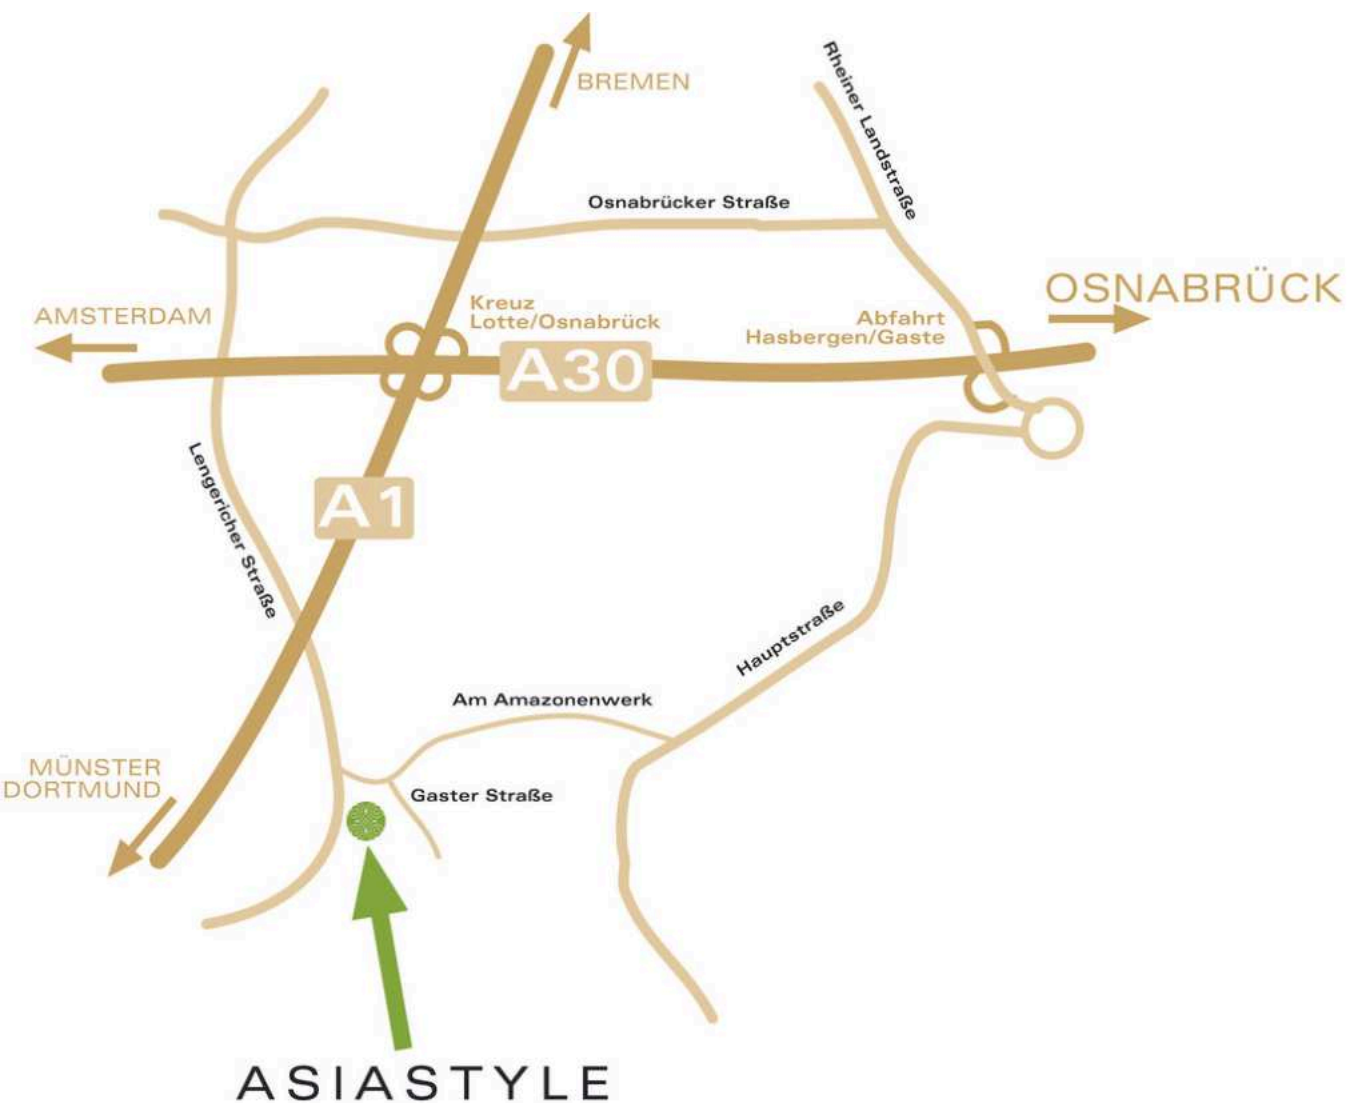 BREMEN
Rheiner Landstraße
Osnabrücker Straße
OSNABRÜCK
AMSTERDAM
Kreuz
Lotte/Osnabrück
Abfahrt
Hasbergen/Gaste
A30
Lengericher Straße
A1
Hauptstraße
Am Amazonenwerk
MÜNSTER
DORTMUND
Gaster Straße
ASIASTYLE